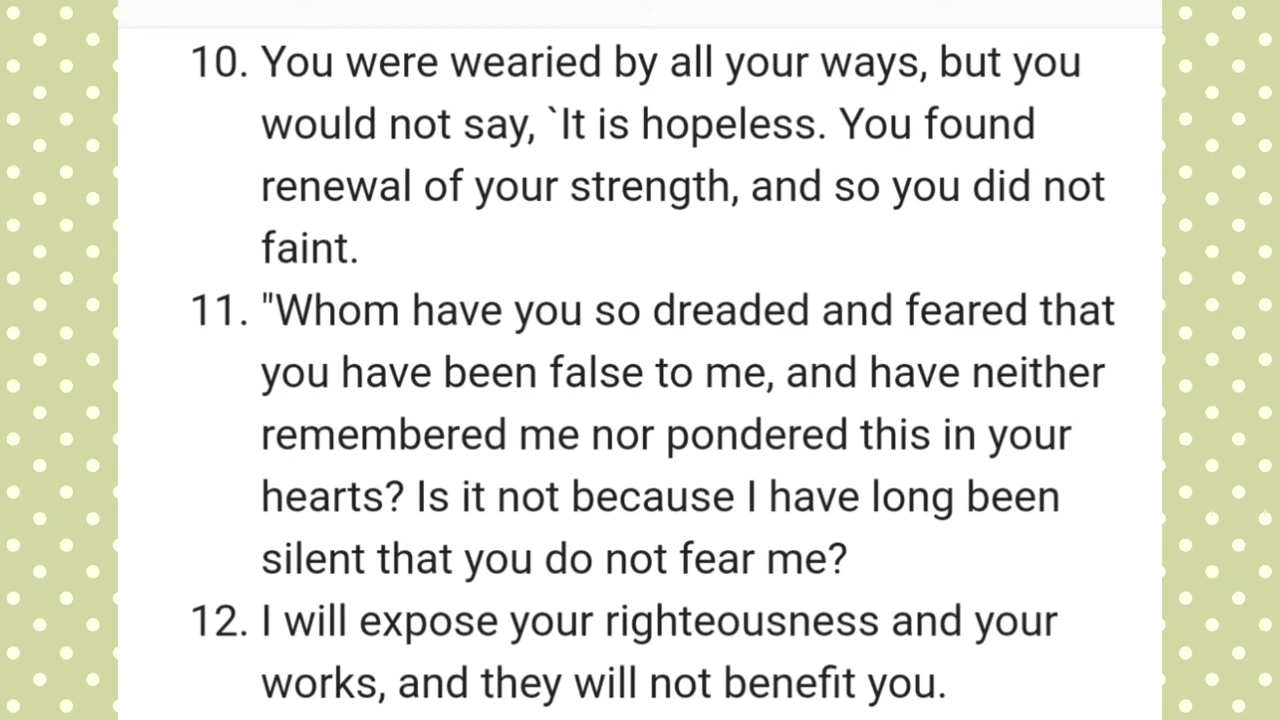 10. You were wearied by all your ways, but you
would not say, `It is hopeless. You found
renewal of your strength, and so you did not
faint.
11. "Whom have you so dreaded and feared that
you have been false to me, and have neither
remembered me nor pondered this in your
hearts? Is it not because I have long been
silent that you do not fear me?
12. I will expose your righteousness and your
works, and they will not benefit you.